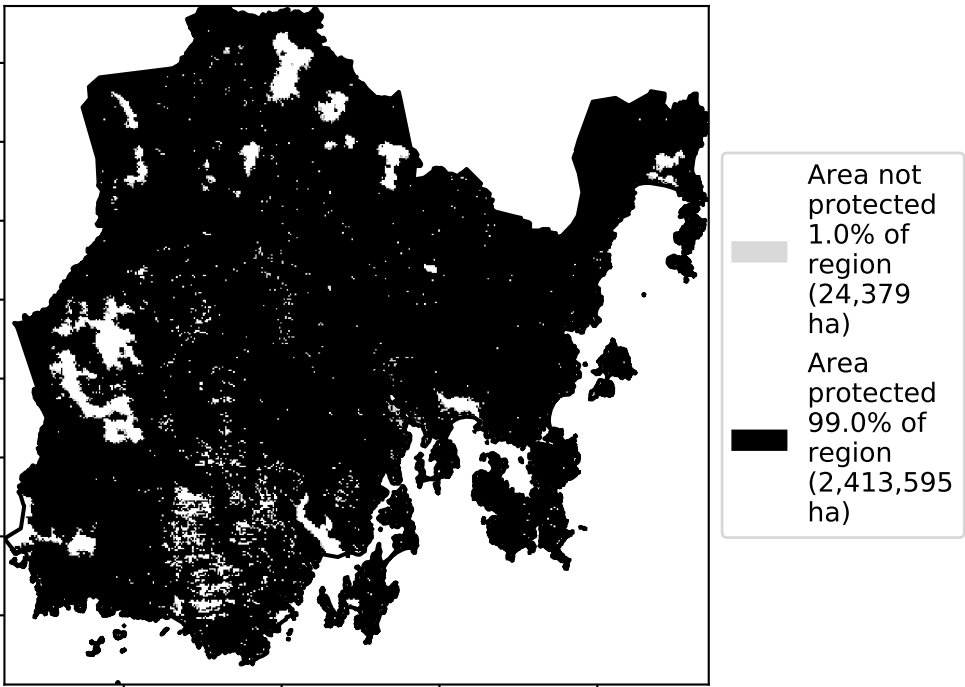 Area not
protected
1.0% of
region
(24,379
ha)
Area
protected
99.0% of
region
(2,413,595
ha)